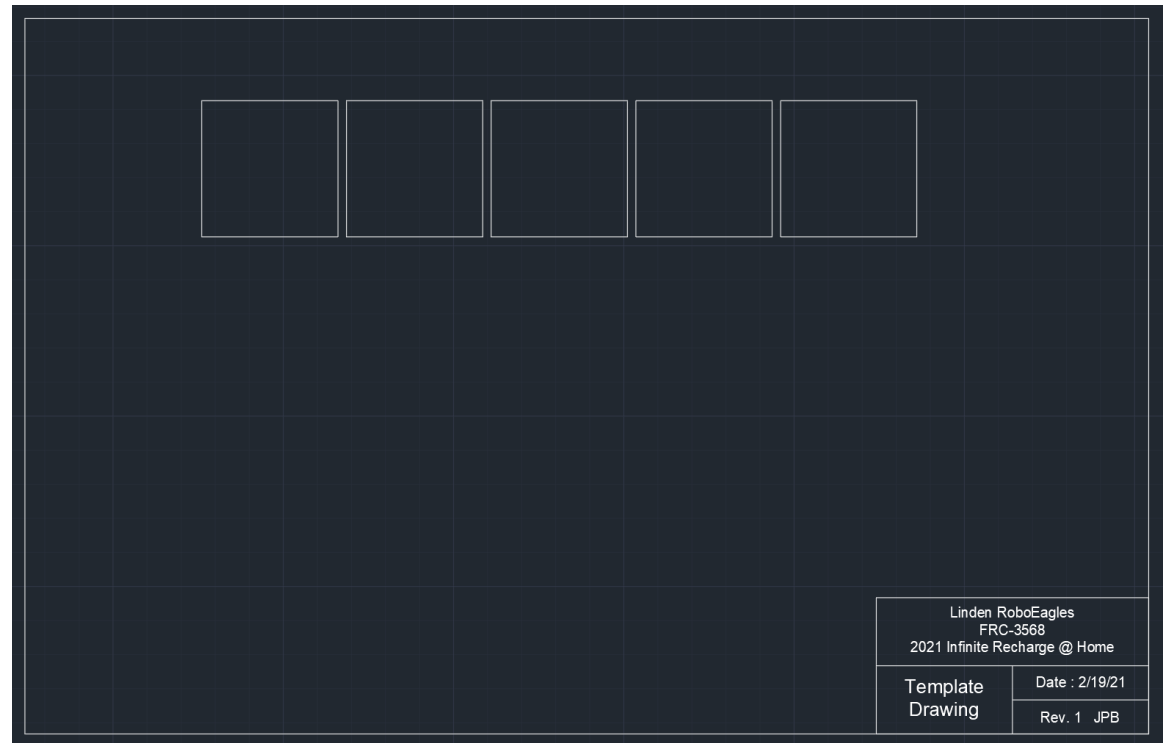 Linden RoboEagles
FRC-3568
2021 Infinite Recharge @ Home
Template
Drawing
Date : 2/19/21
Rev. 1 JPB